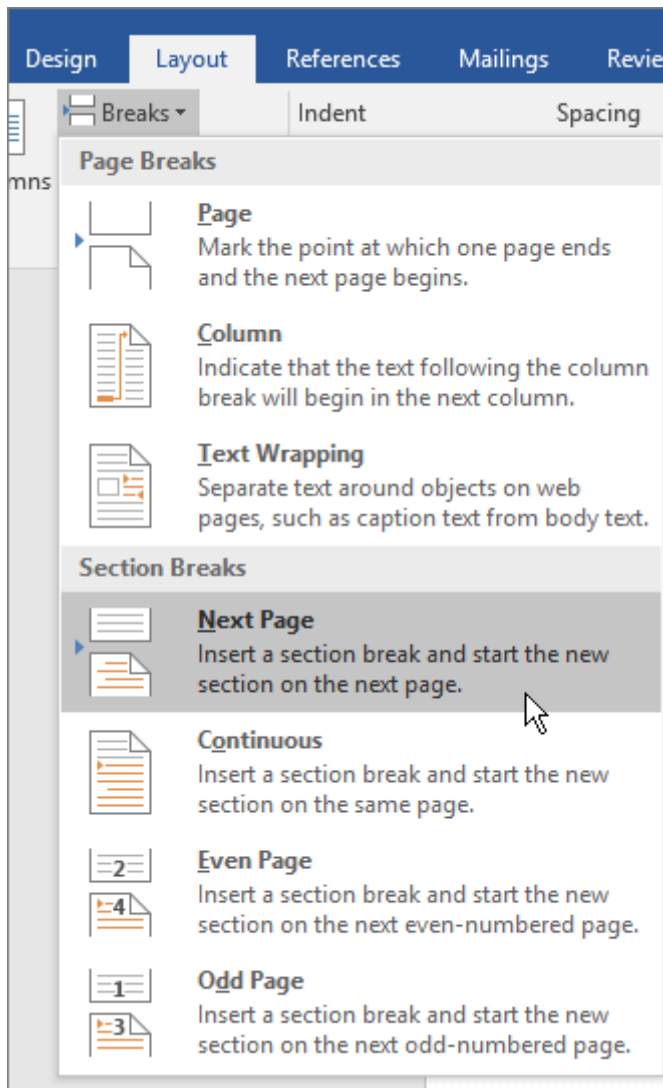 Design Layout References Mailings Revie
Breaks Indent Spacing
mns
Page Breaks
Page
Mark the point at which one page ends
and the next page begins.
Column
Indicate that the text following the column
break will begin in the next column.
Text Wrapping
Separate text around objects on web
pages, such as caption text from body text.
Section Breaks
Next Page
Insert a section break and start the new
section on the next page.
Continuous
Insert a section break and start the new
section on the same page.
2
4
Even Page
Insert a section break and start the new
section on the next even-numbered page.
1
3
Odd Page
Insert a section break and start the new
section on the next odd-numbered page.